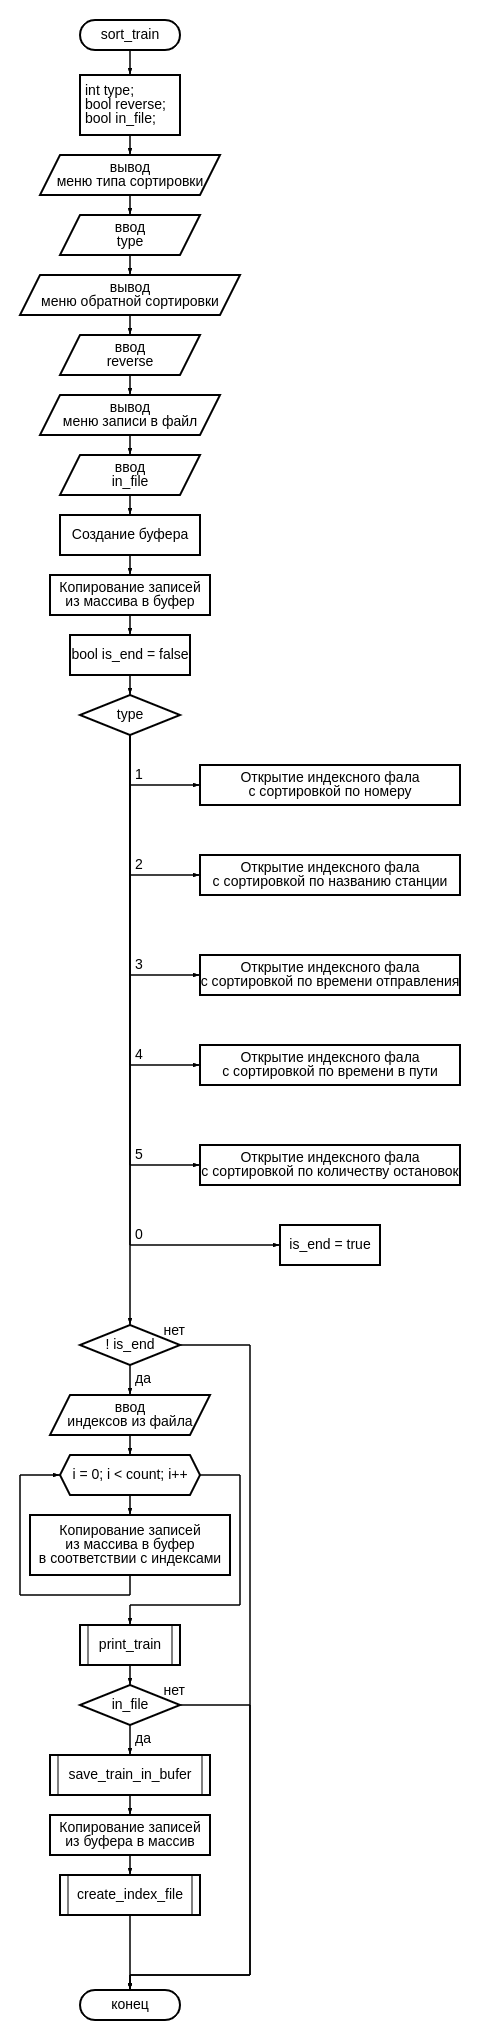 sort_train
int type;
bool reverse;
bool in_file;
вывод
меню типа сортировки
ввод
type
вывод
меню обратной сортировки
ввод
reverse
вывод
меню записи в файл
ввод
in_file
Создание буфера
Копирование записей
из массива в буфер
bool is_end = false
type
1
Открытие индексного фала
с сортировкой по номеру
2
Открытие индексного фала
с сортировкой по названию станции
3
Открытие индексного фала
с сортировкой по времени отправления
4
Открытие индексного фала
с сортировкой по времени в пути
5
Открытие индексного фала
с сортировкой по количеству остановок
0
is_end = true
! is_end
нет
да
ввод
индексов из файла
i = 0; i < count; i++
Копирование записей
из массива в буфер
в соответствии с индексами
print_train
in_file
нет
да
save_train_in_bufer
Копирование записей
из буфера в массив
create_index_file
конец